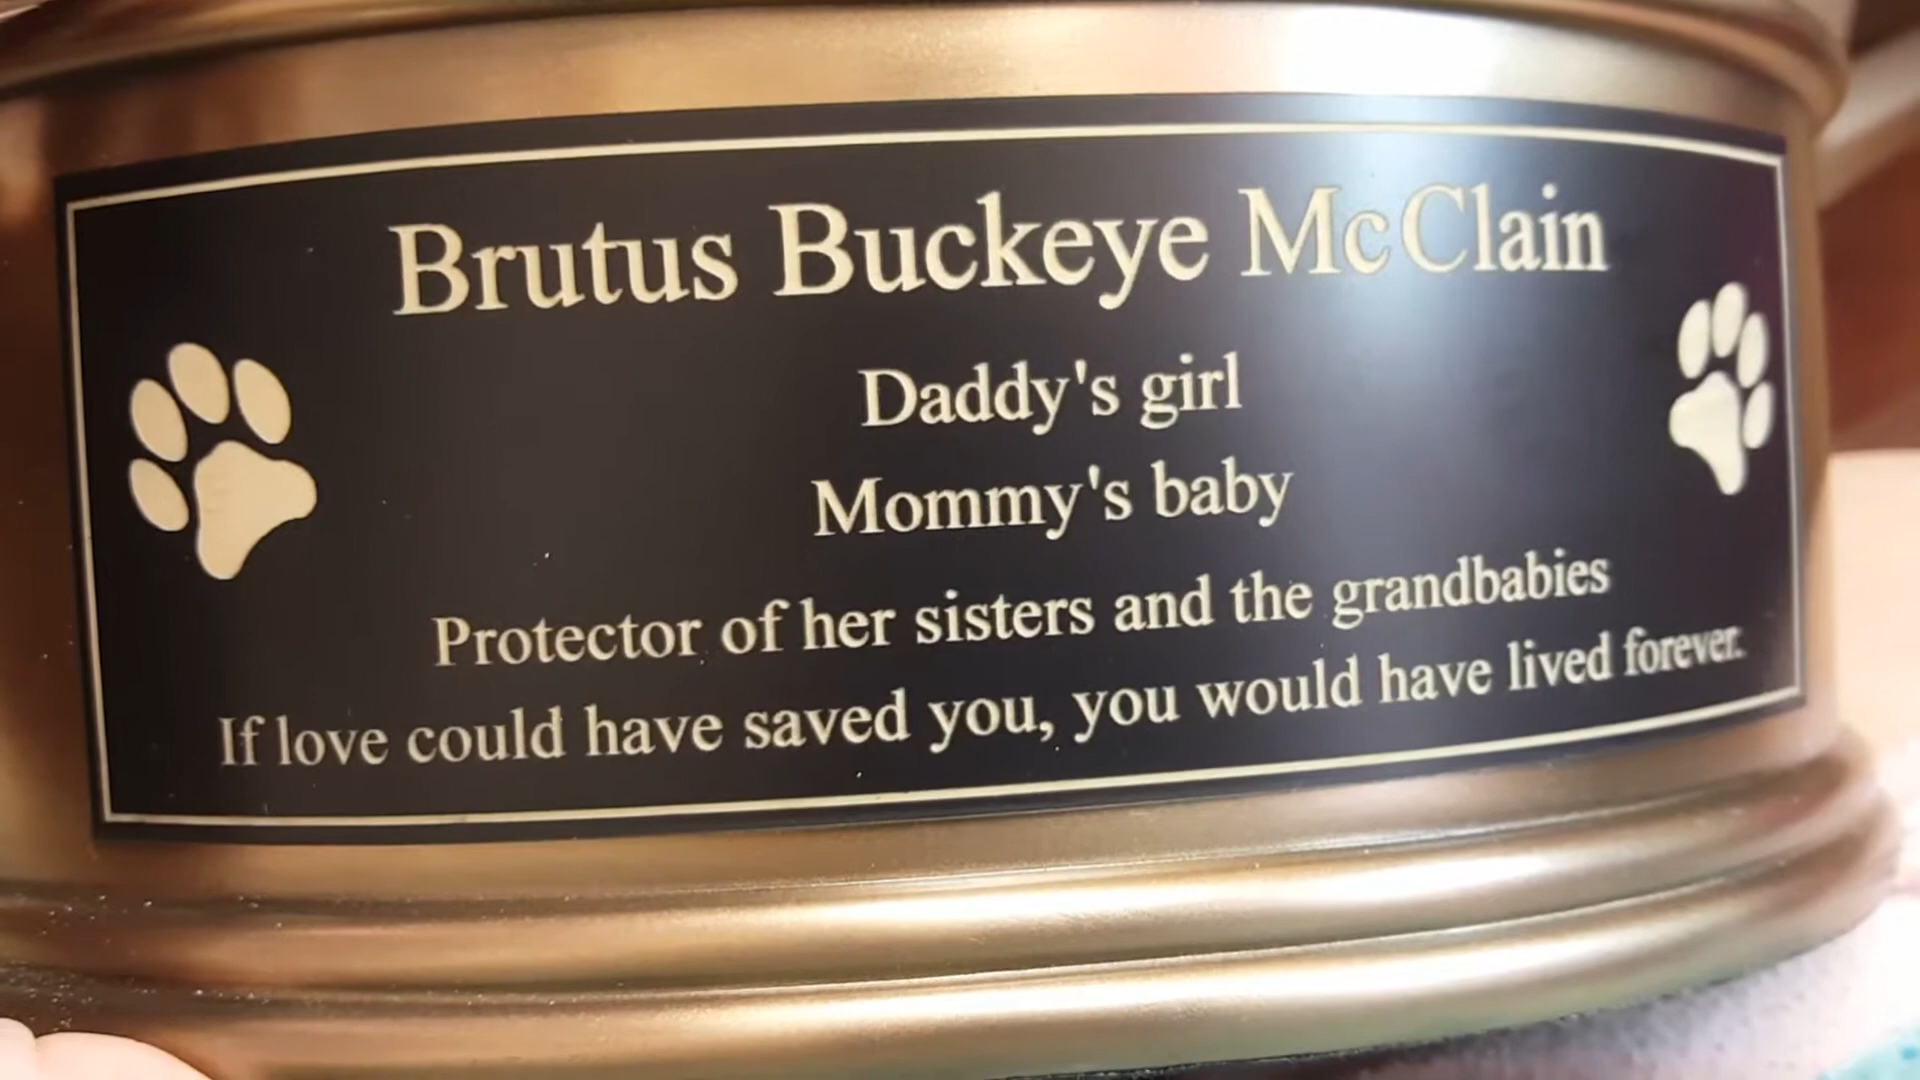 Brutus Buckeye McClain
Daddy's girl
Mommy's baby
Protector of her sisters and the grandbabies
If love could have saved you, you would have lived forever.